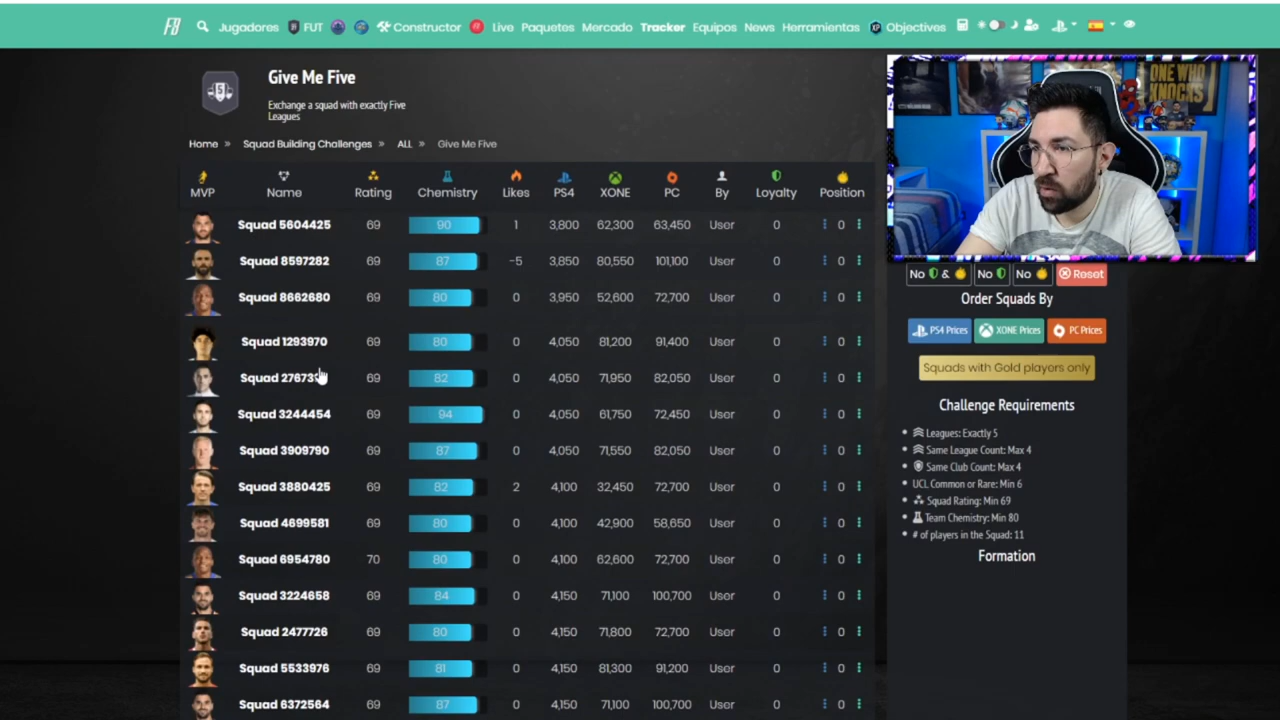 FB Jugadores FUT Constructor Live Paquetes Mercado Tracker Equipos News Herramientas XP Objectives
Give Me Five
Exchange a squad with exactly Five
Leagues
Home » Squad Building Challenges » ALL » Give Me Five
MVP Name Rating Chemistry Likes PS4 XONE PC By Loyalty Position
Squad 5604425 69 90 1 3,800 62,300 63,450 User 0 0
Squad 8597282 69 87 -5 3,850 80,550 101,100 User 0 0
Squad 8662680 69 80 0 3,950 52,600 72,700 User 0 0
Squad 1293970 69 80 0 4,050 81,200 91,400 User 0 0
Squad 69 82 0 4,050 71,950 82,050 User 0 0
Squad 3244454 69 94 0 4,050 61,750 72,450 User 0 0
Squad 3909790 69 87 0 4,050 71,550 82,050 User 0 0
Squad 3880425 69 82 2 4,100 32,450 72,700 User 0 0
Squad 4699581 69 80 0 4,100 42,900 58,650 User 0 0
Squad 6954780 70 80 0 4,100 62,600 72,700 User 0 0
Squad 3224658 69 84 0 4,150 71,100 100,700 User 0 0
Squad 2477726 69 80 0 4,150 71,800 72,700 User 0 0
Squad 5533976 69 81 0 4,150 81,300 91,200 User 0 0
Squad 6372564 69 87 0 4,150 71,100 100,700 User 0 0
ONE WHO
KNOCKS
No & No No Reset
Order Squads By
PS4 Prices XONE Prices PC Prices
Squads with Gold players only
Challenge Requirements
Leagues: Exactly 5
Same League Count: Max 4
Same Club Count: Max 4
UCL Common or Rare: Min 6
Squad Rating: Min 69
Team Chemistry: Min 80
# of players in the Squad: 11
Formation